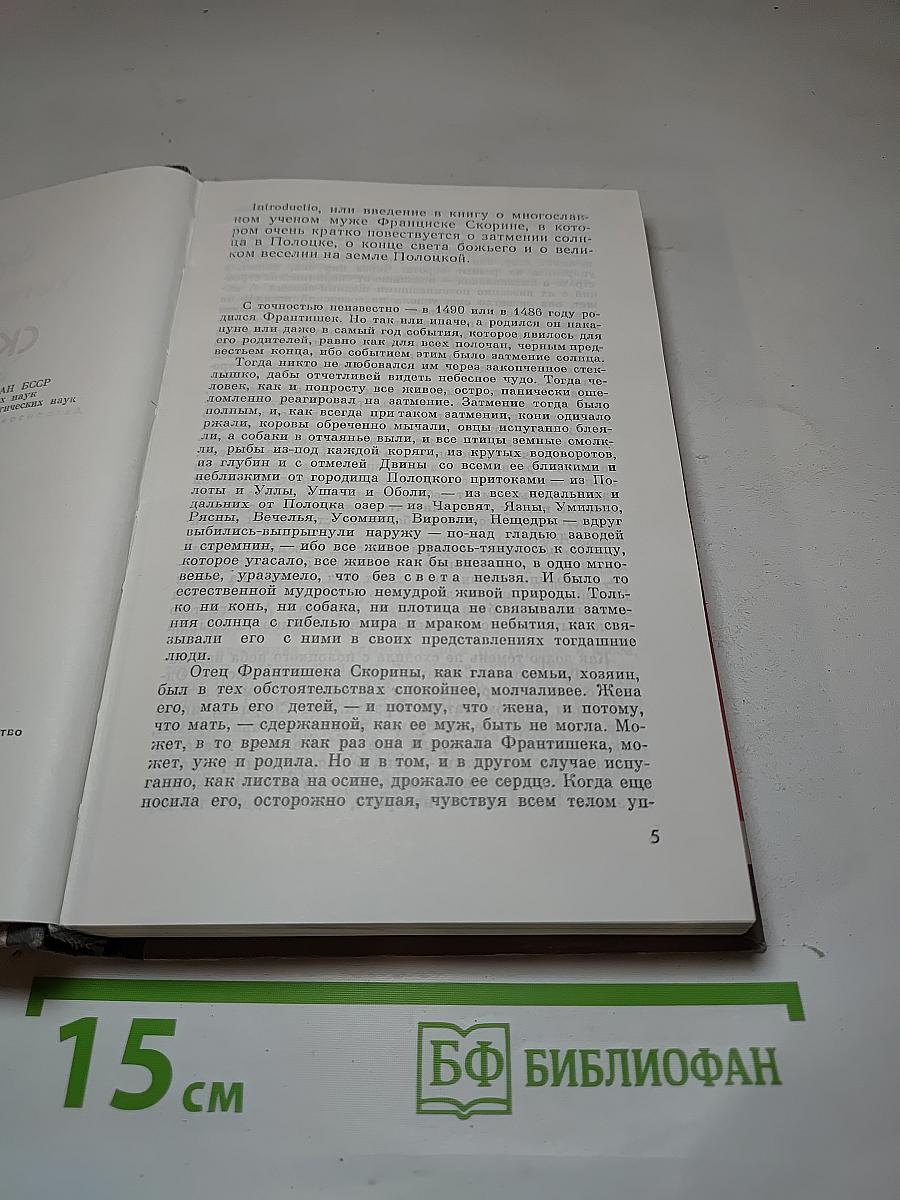 Introductio, или введение в книгу о многослав-
ном ученом муже Франциске Скорине, в кото-
ром очень кратко повествуется о затмении солн-
ца в Полоцке, о конце света божьего и о вели-
ком веселии на земле Полоцкой.
С точностью неизвестно — в 1490 или в 1486 году ро-
дился Франтишек. Но так или иначе, а родился он нака-
нуне или даже в самый год события, которое явилось для
его родителей, равно как для всех полочан, черным пред-
вестьем конца, ибо событием этим было затмение солнца.
Тогда никто не любовался им через закопченное стек-
лышко, дабы отчетливей видеть небесное чудо. Тогда че-
ловек, как и попросту все живое, остро, панически оше-
ломленно реагировал на затмение. Затмение тогда было
полным, и, как всегда при таком затмении, кони одичало
ржали, коровы обреченно мычали, овцы испуганно блея-
ли, а собаки в отчаянье выли, и все птицы земные смолк-
ли, рыбы из-под каждой коряги, из крутых водоворотов,
из глубин и с отмелей Двины со всеми ее близкими и
неблизкими от городища Полоцкого притоками — из По-
лоты и Уллы, Ушачи и Оболи, — из всех недальних и
дальних от Полоцка озер — из Чарсвят, Язны, Умильно,
Рясны, Вечелья, Усомниц, Вировли, Нещедры — вдруг
выбились-выпрыгнули наружу — по-над гладью заводей
и стремнин, — ибо все живое рвалось-тянулось к солнцу,
которое угасало, все живое как бы внезапно, в одно мгно-
венье, уразумело, что без света нельзя. И было то
естественной мудростью немудрой живой природы. Толь-
ко ни конь, ни собака, ни плотица не связывали затме-
ния солнца с гибелью мира и мраком небытия, как свя-
зывали его с ними в своих представлениях тогдашние
люди.
Отец Франтишека Скорины, как глава семьи, хозяин,
был в тех обстоятельствах спокойнее, молчаливее. Жена
его, мать его детей, — и потому, что жена, и потому,
что мать, — сдержанной, как ее муж, быть не могла. Мо-
жет, в то время как раз она и рожала Франтишека, мо-
жет, уже и родила. Но и в том, и в другом случае испу-
ганно, как листва на осине, дрожало ее сердце. Когда еще
носила его, осторожно ступая, чувствуя всем телом уп-
5
СК
АН БССР
х наук
тических наук
ство
15 см
БФ БИБЛИОФАН